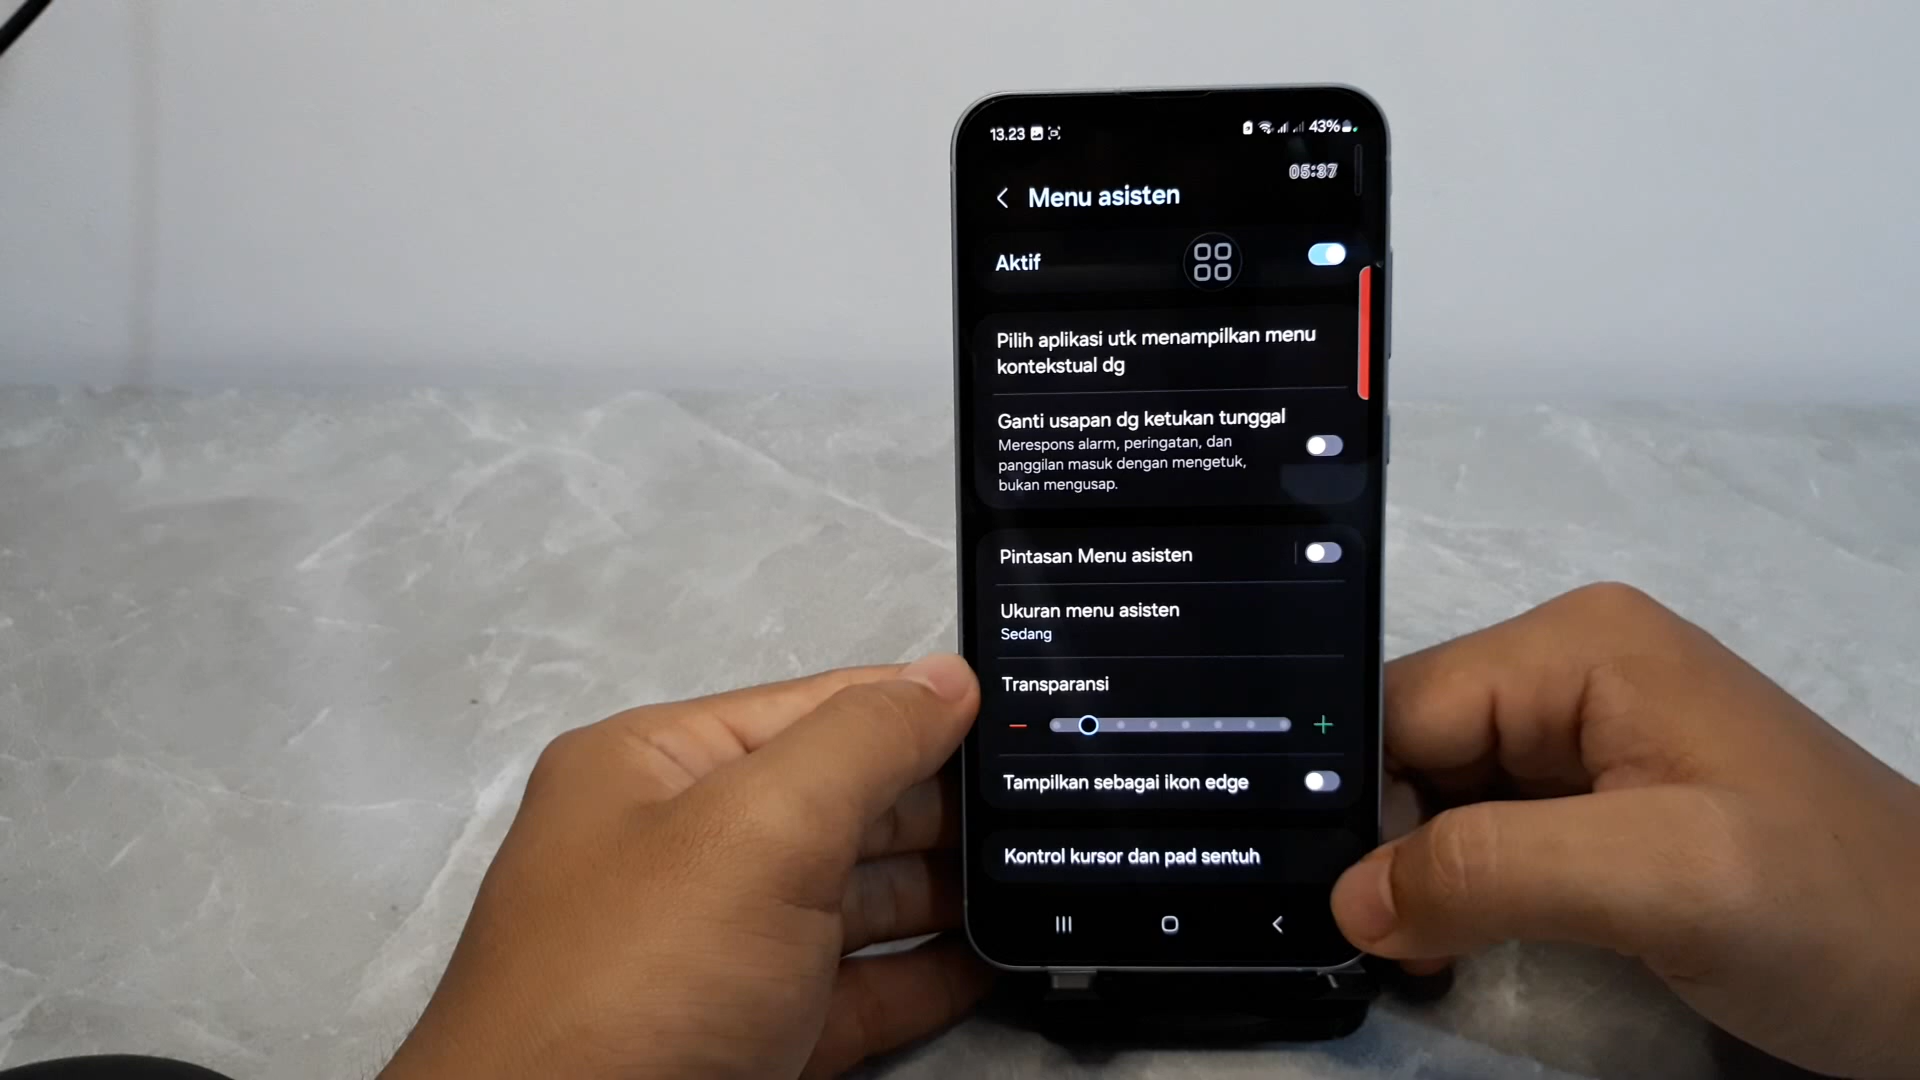 13.23
43%
05:37
Menu asisten
Aktif
Pilih aplikasi utk menampilkan menu
kontekstual dg
Ganti usapan dg ketukan tunggal
Merespons alarm, peringatan, dan
panggilan masuk dengan mengetuk,
bukan mengusap.
Pintasan Menu asisten
Ukuran menu asisten
Sedang
Transparansi
Tampilkan sebagai ikon edge
Kontrol kursor dan pad sentuh